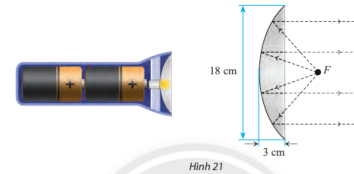 18 cm
F
3 cm
+
+
Hình 21